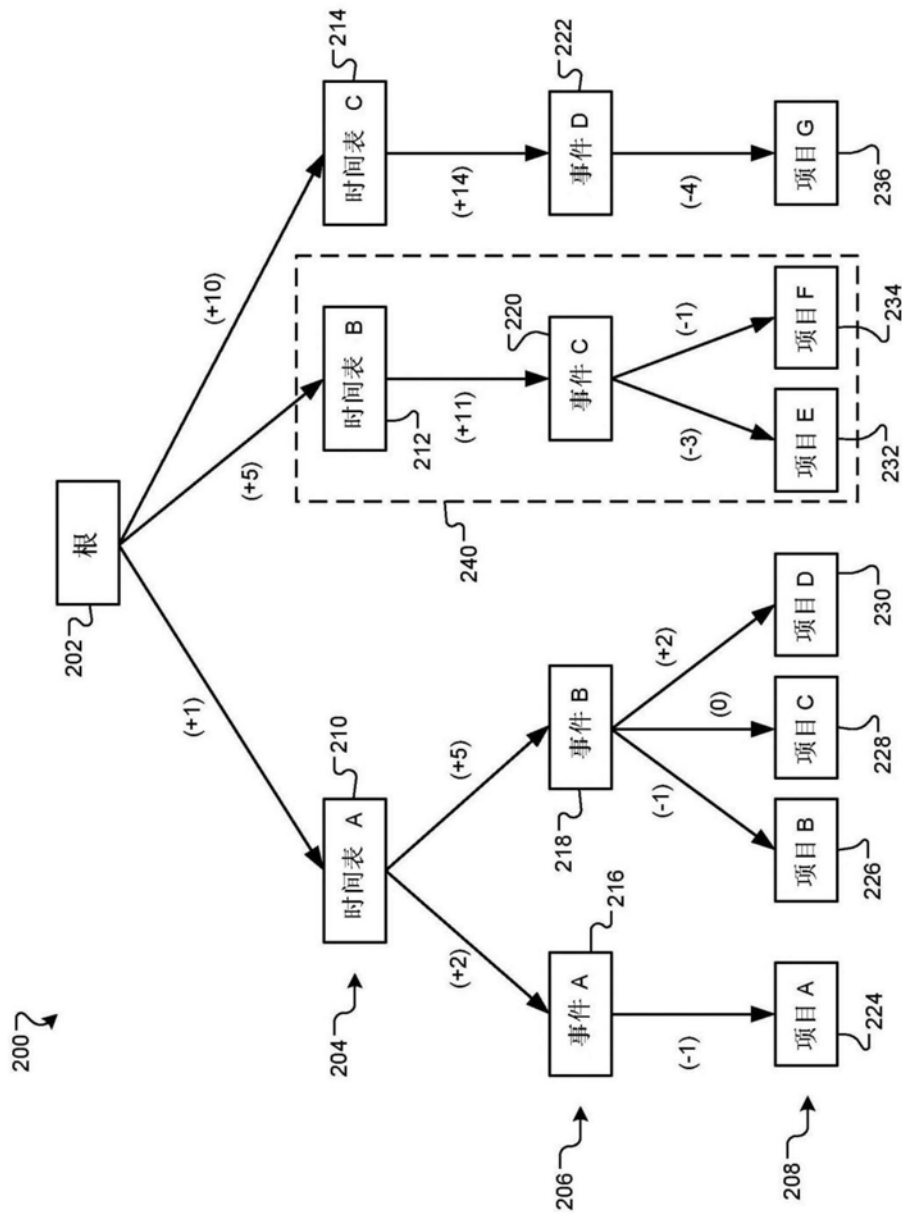 200
根
202
(+1)
(+5)
(+10)
204
时间表 A
210
时间表 B
212
时间表 C
214
(+2)
(+5)
240
(+11)
(+14)
206
事件 A
216
事件 B
218
事件 C
220
事件 D
222
(-1)
(-1)
(0)
(+2)
(-3)
(-1)
(-4)
208
项目 A
224
项目 B
226
项目 C
228
项目 D
230
项目 E
232
项目 F
234
项目 G
236